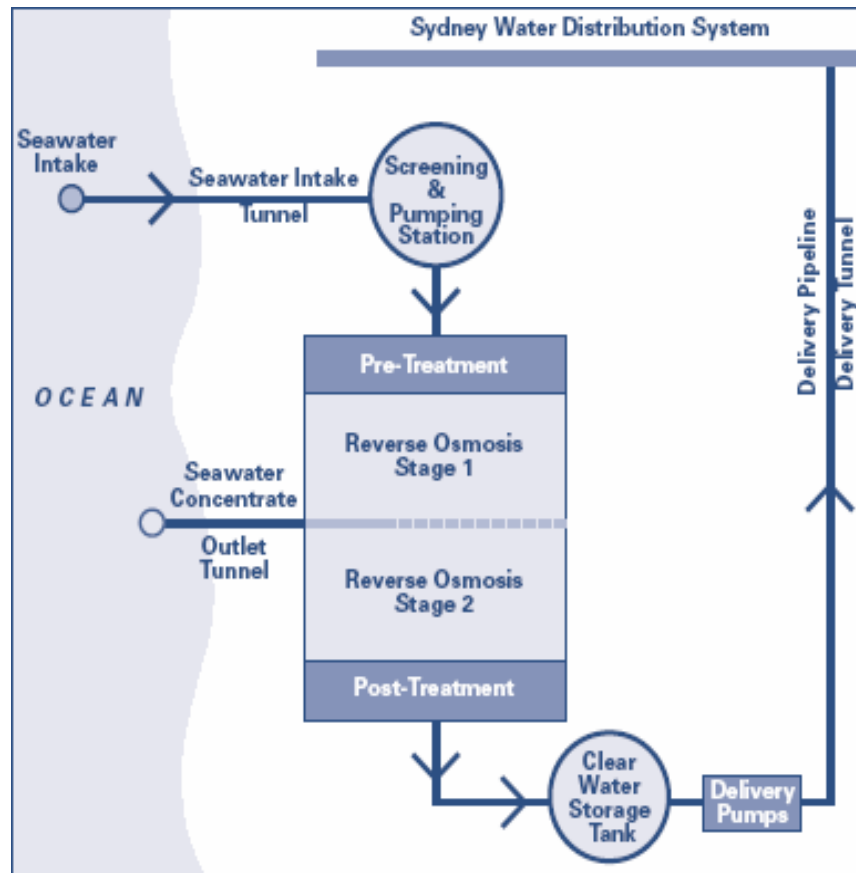 Sydney Water Distribution System
Seawater
Intake
Seawater Intake
Tunnel
Screening
&
Pumping
Station
Delivery Pipeline
Delivery Tunnel
Pre-Treatment
OCEAN
Reverse Osmosis
Stage 1
Seawater
Concentrate
Outlet
Tunnel
Reverse Osmosis
Stage 2
Post-Treatment
Clear
Water
Storage
Tank
Delivery
Pumps